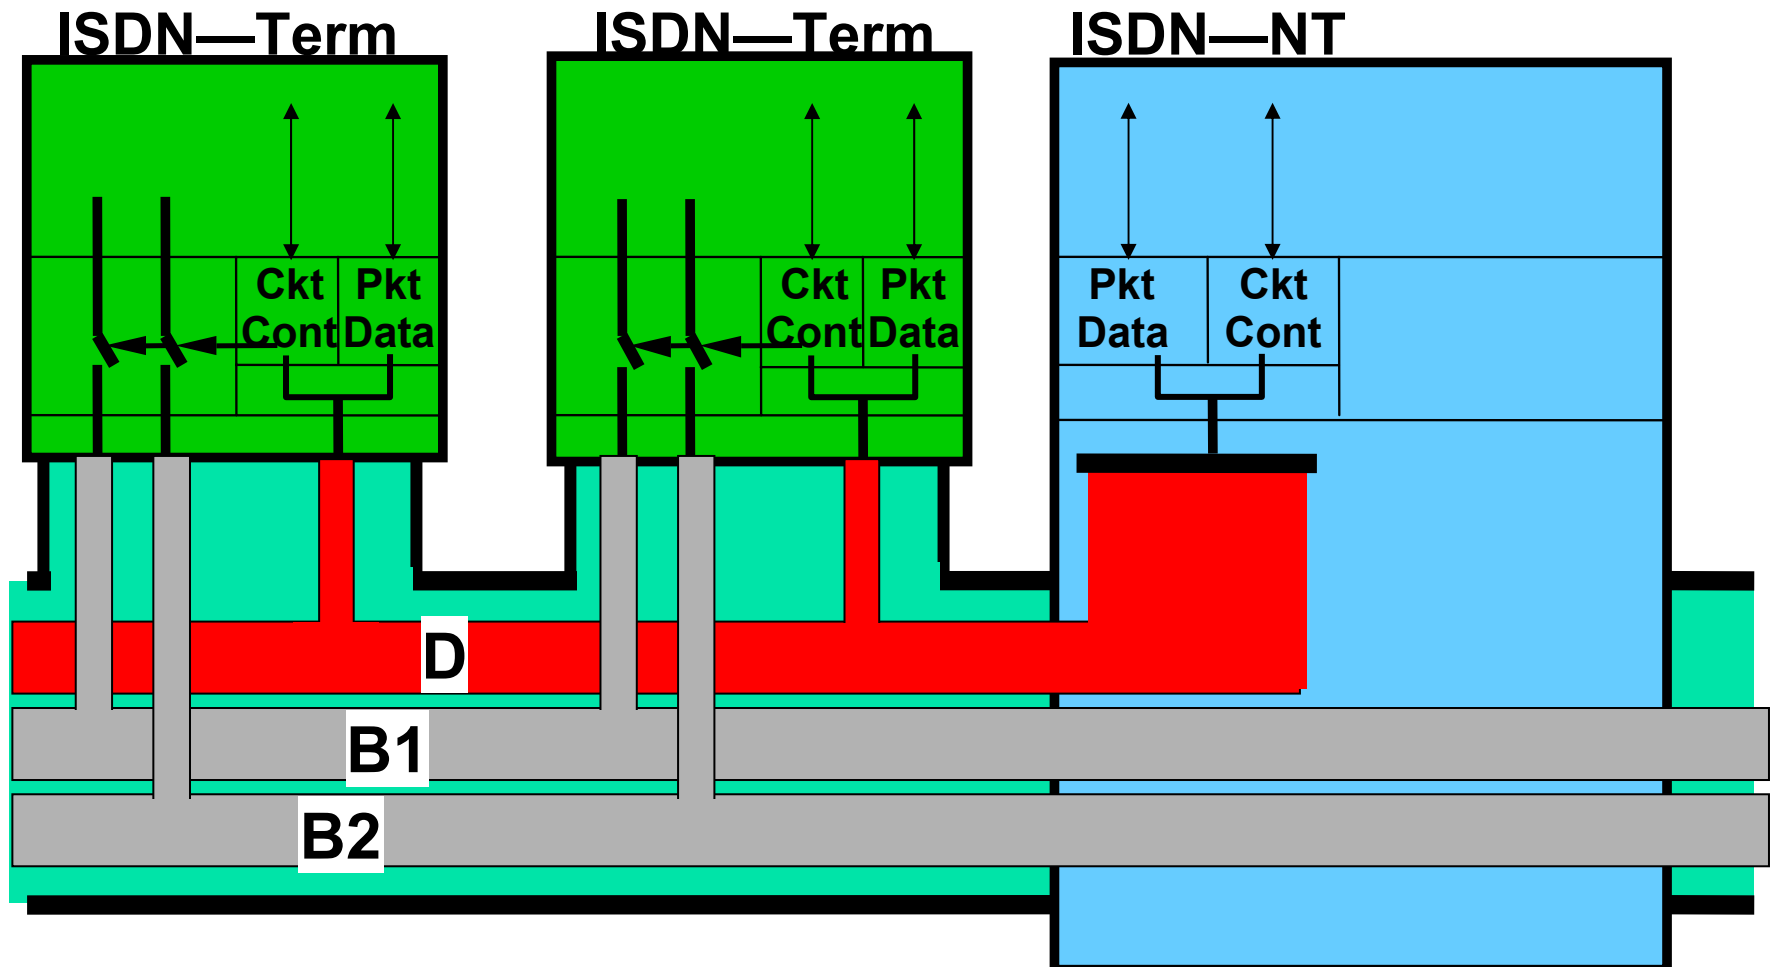 ISDN—Term
ISDN—Term
ISDN—NT
Ckt
Cont
Pkt
Data
Ckt
Cont
Pkt
Data
Pkt
Data
Ckt
Cont
D
B1
B2